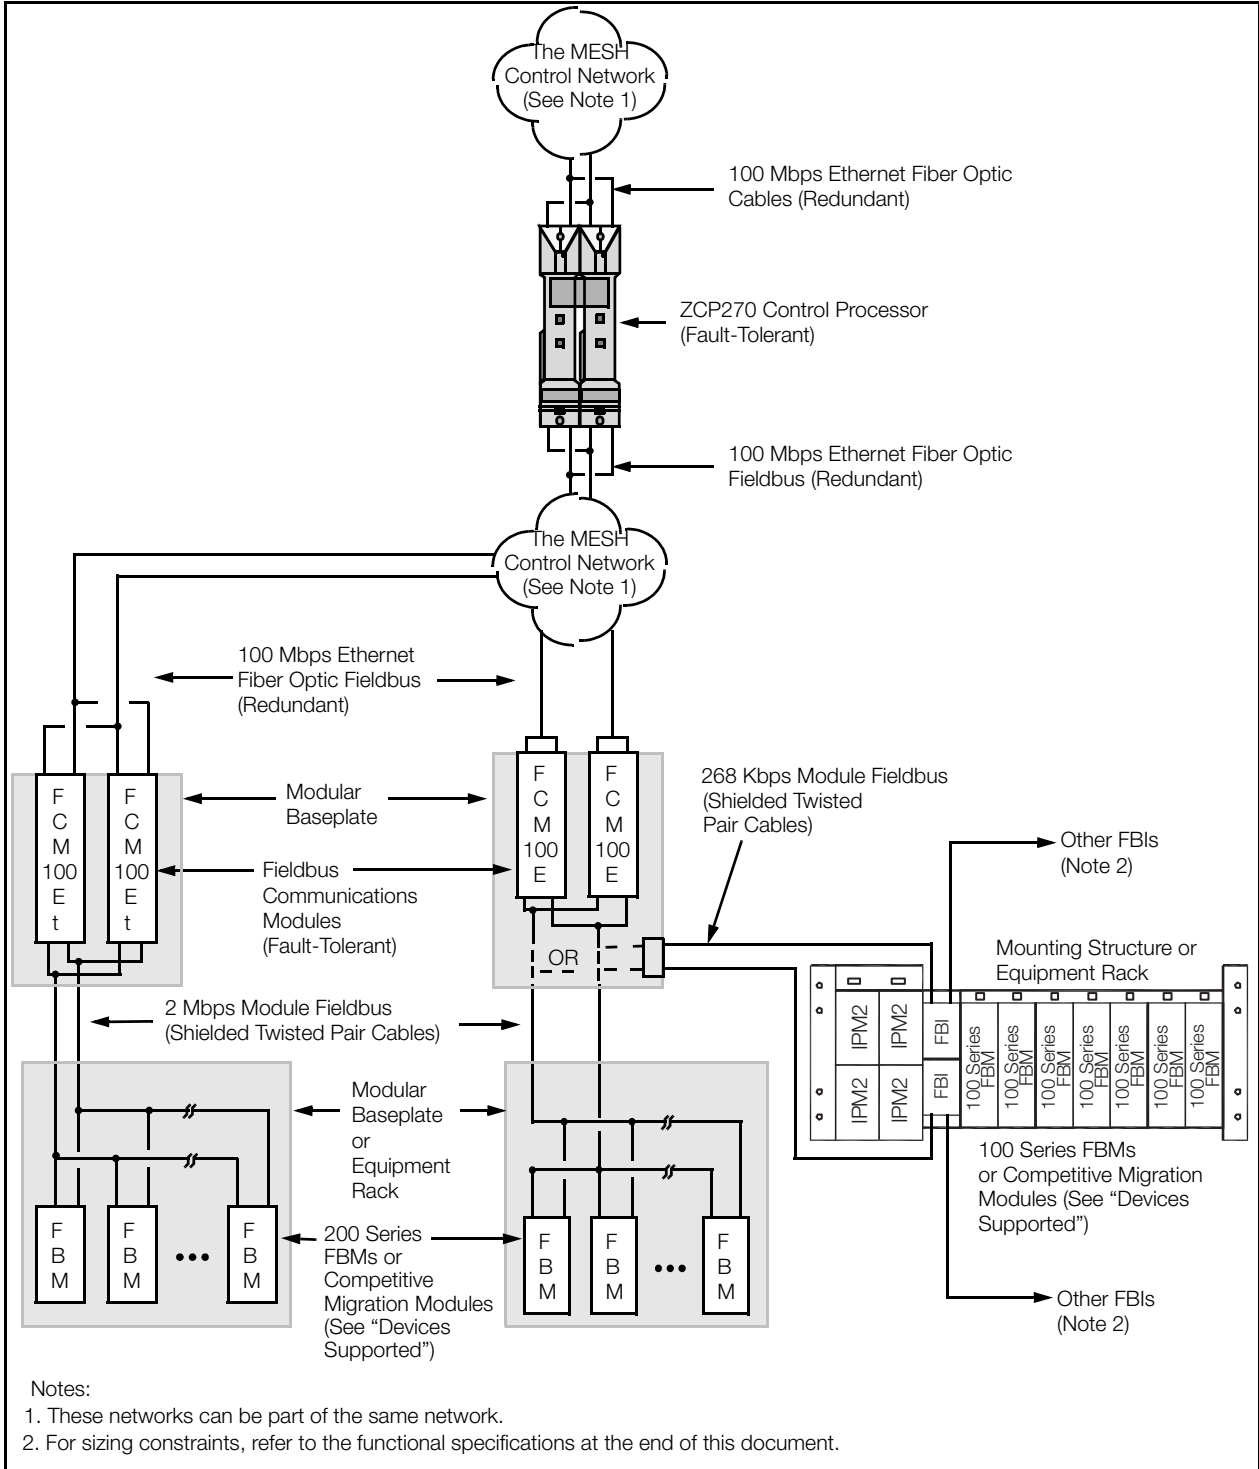 The MESH
Control Network
(See Note 1)
100 Mbps Ethernet Fiber Optic
Cables (Redundant)
ZCP270 Control Processor
(Fault-Tolerant)
100 Mbps Ethernet Fiber Optic
Fieldbus (Redundant)
The MESH
Control Network
(See Note 1)
100 Mbps Ethernet
Fiber Optic Fieldbus
(Redundant)
F
C
M
100
E
t
F
C
M
100
E
t
Modular
Baseplate
Fieldbus
Communications
Modules
(Fault-Tolerant)
F
C
M
100
E
F
C
M
100
E
OR
268 Kbps Module Fieldbus
(Shielded Twisted
Pair Cables)
Other FBIs
(Note 2)
Mounting Structure or
Equipment Rack
IPM2
IPM2
FBI
IPM2
IPM2
FBI
100 Series
FBM
100 Series
FBM
100 Series
FBM
100 Series
FBM
100 Series
FBM
100 Series
FBM
100 Series
FBM
100 Series FBMs
or Competitive Migration
Modules (See “Devices
Supported”)
Other FBIs
(Note 2)
2 Mbps Module Fieldbus
(Shielded Twisted Pair Cables)
Modular
Baseplate
or
Equipment
Rack
F
B
M
F
B
M
F
B
M
200 Series
FBMs or
Competitive
Migration Modules
(See “Devices
Supported”)
F
B
M
F
B
M
F
B
M
Notes:
1. These networks can be part of the same network.
2. For sizing constraints, refer to the functional specifications at the end of this document.